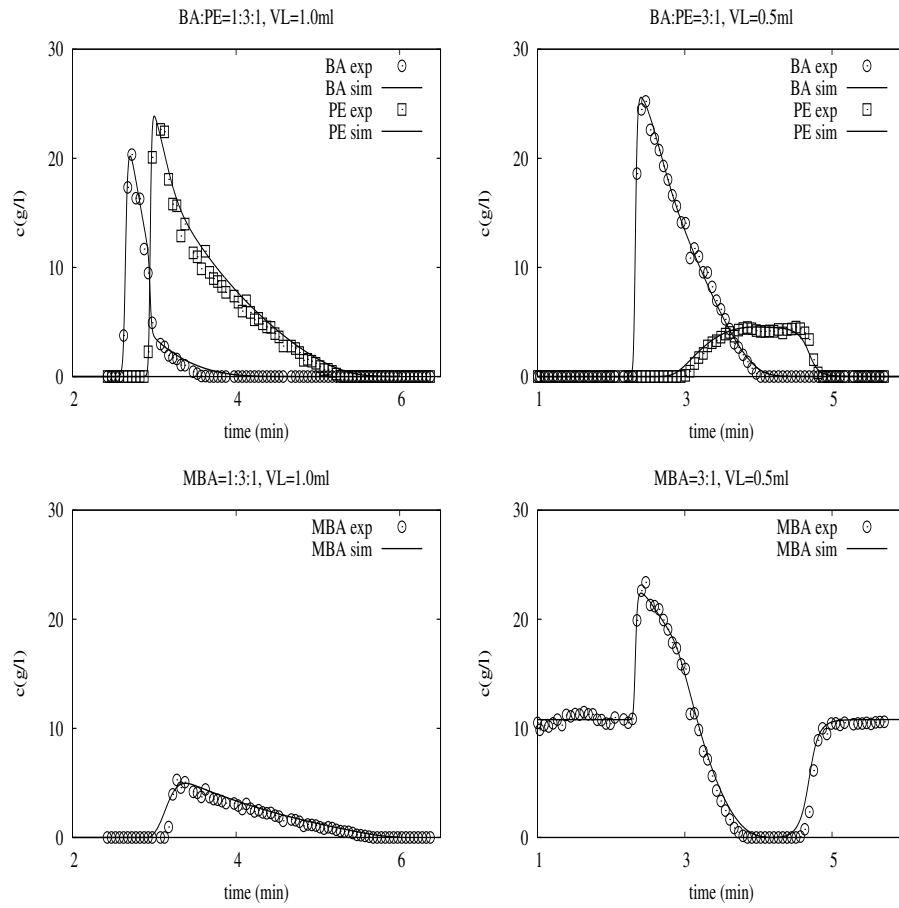 BA:PE=1:3:1, VL=1.0ml
30
20
10
0
c(g/l)
BA exp
BA sim
PE exp
PE sim
2
4
6
time (min)
BA:PE=3:1, VL=0.5ml
30
20
10
0
c(g/l)
BA exp
BA sim
PE exp
PE sim
1
3
5
time (min)
MBA=1:3:1, VL=1.0ml
30
20
10
0
c(g/l)
MBA exp
MBA sim
2
4
6
time (min)
MBA=3:1, VL=0.5ml
30
20
10
0
c(g/l)
MBA exp
MBA sim
1
3
5
time (min)